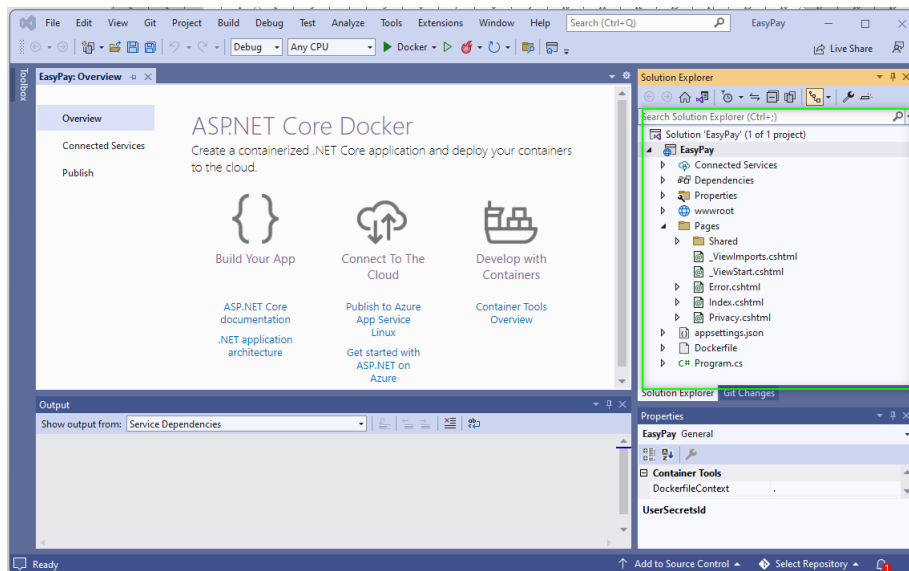 File Edit View Git Project Build Debug Test Analyze Tools Extensions Window Help Search (Ctrl+Q) EasyPay
Debug Any CPU Docker Live Share
Toolbox
EasyPay: Overview
Overview
Connected Services
Publish
ASP.NET Core Docker
Create a containerized .NET Core application and deploy your containers
to the cloud.
Build Your App
Connect To The
Cloud
Develop with
Containers
ASP.NET Core
documentation
.NET application
architecture
Publish to Azure
App Service
Linux
Get started with
ASP.NET on
Azure
Container Tools
Overview
Solution Explorer
Search Solution Explorer (Ctrl+;)
Solution 'EasyPay' (1 of 1 project)
EasyPay
Connected Services
Dependencies
Properties
wwwroot
Pages
Shared
_ViewImports.cshtml
_ViewStart.cshtml
Error.cshtml
Index.cshtml
Privacy.cshtml
appsettings.json
Dockerfile
C# Program.cs
Solution Explorer Git Changes
Output
Show output from: Service Dependencies
Properties
EasyPay General
Container Tools
DockerfileContext .
UserSecretsId
Ready Add to Source Control Select Repository 1